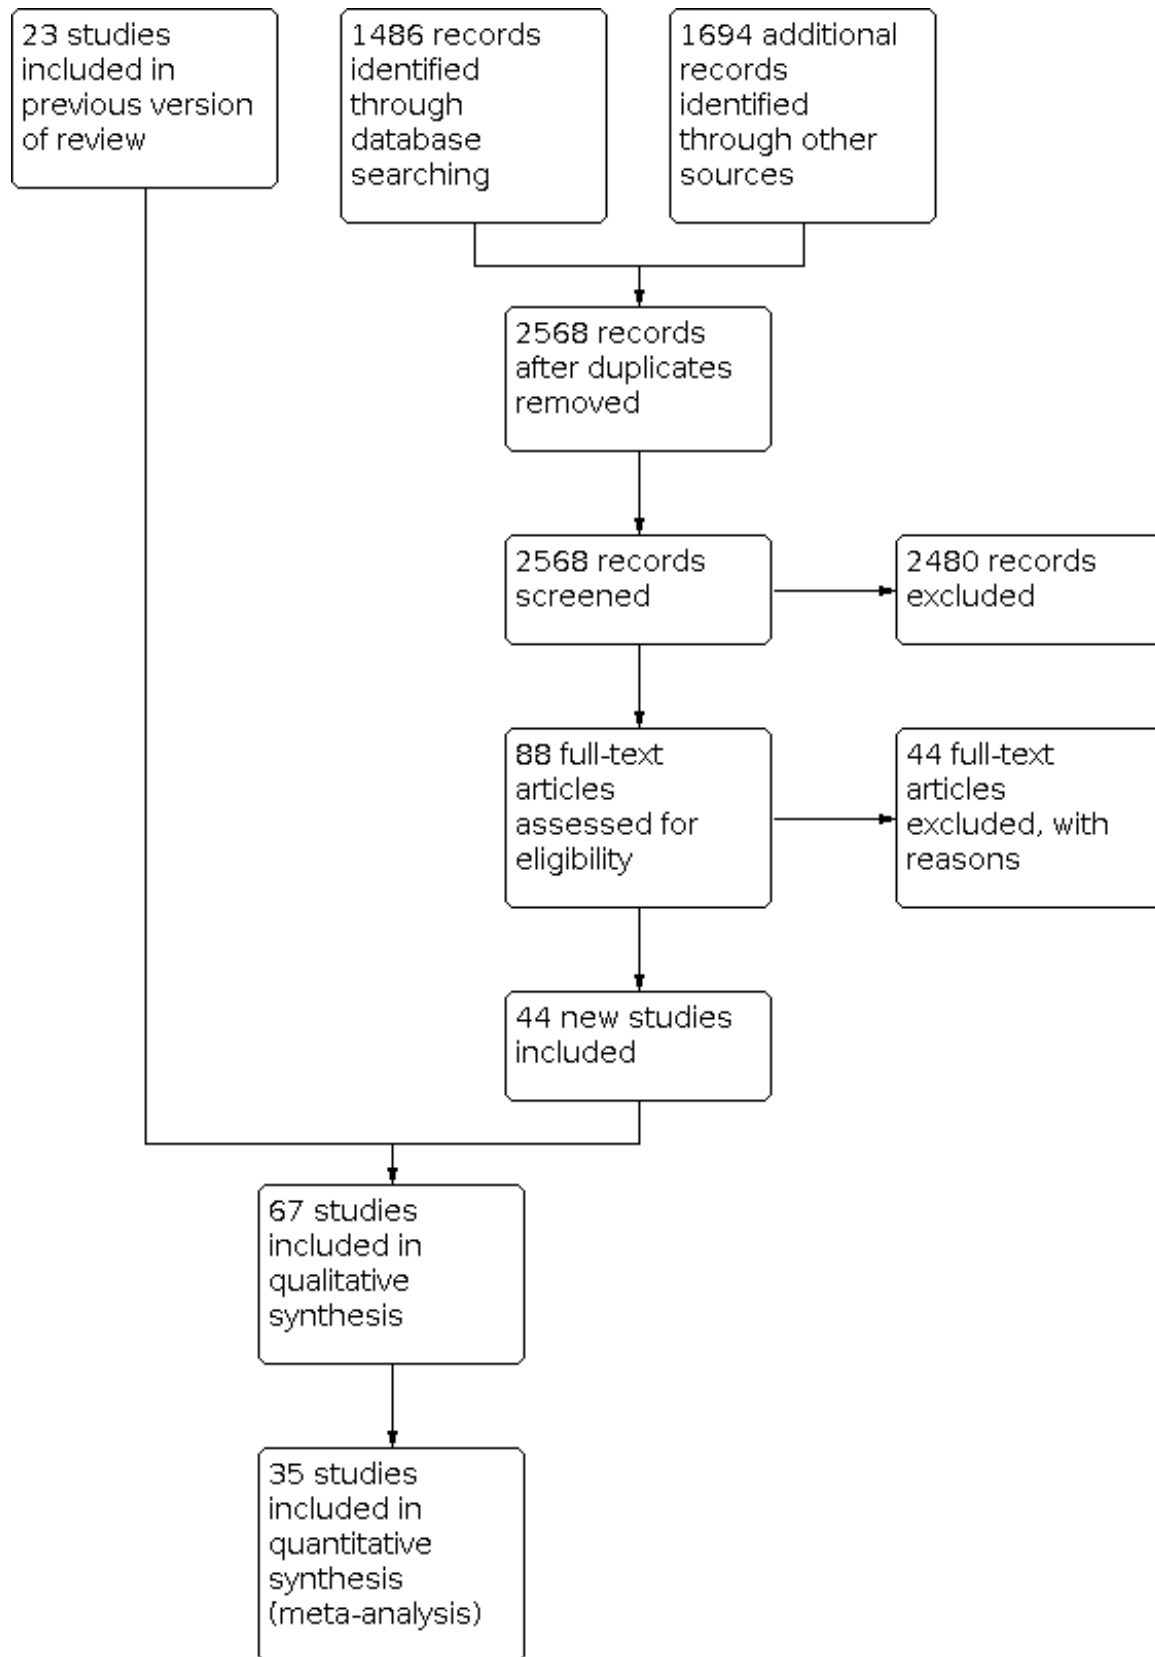 23 studies
included in
previous version
of review
1486 records
identified
through
database
searching
1694 additional
records
identified
through other
sources
2568 records
after duplicates
removed
2568 records
screened
2480 records
excluded
88 full-text
articles
assessed for
eligibility
44 full-text
articles
excluded, with
reasons
44 new studies
included
67 studies
included in
qualitative
synthesis
35 studies
included in
quantitative
synthesis
(meta-analysis)